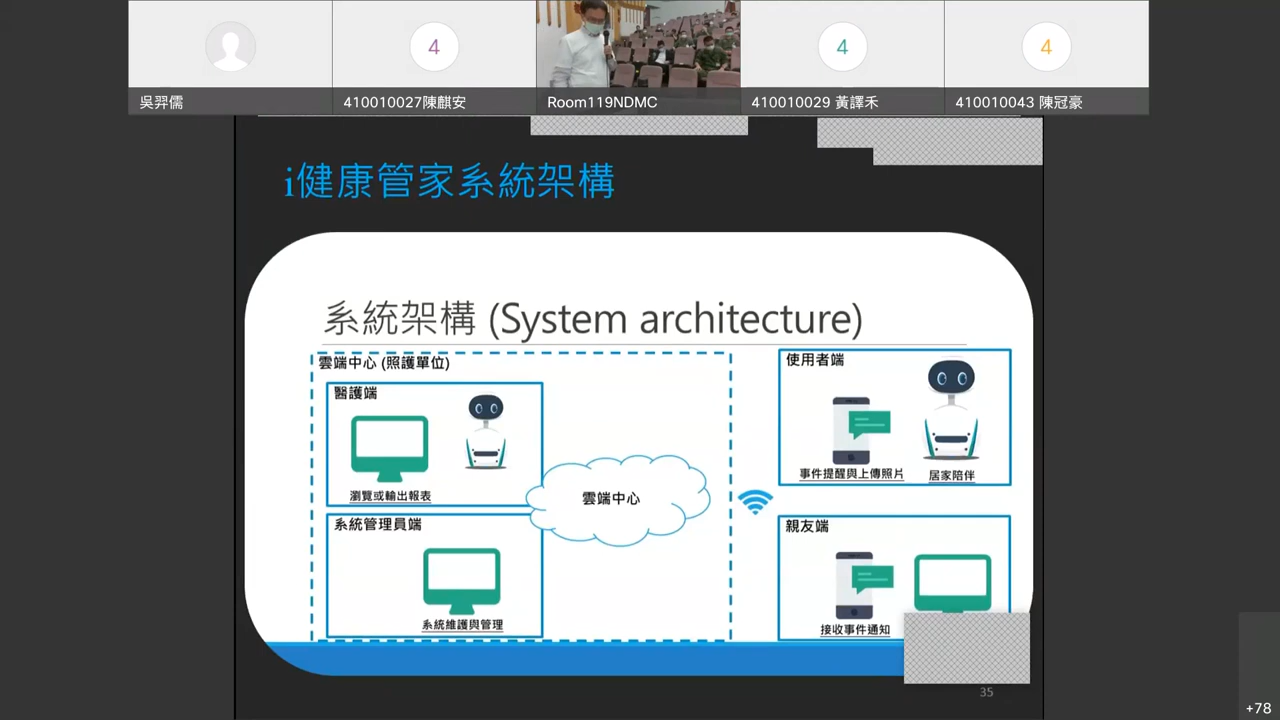 吳羿儒
4
410010027陳麒安
Room119NDMC
4
410010029 黃譯禾
4
410010043 陳冠豪
i健康管家系統架構
系統架構 (System architecture)
雲端中心 (照護單位)
醫護端
瀏覽或輸出報表
系統管理員端
系統維護與管理
雲端中心
使用者端
事件提醒與上傳照片
居家陪伴
親友端
接收事件通知
35
+78